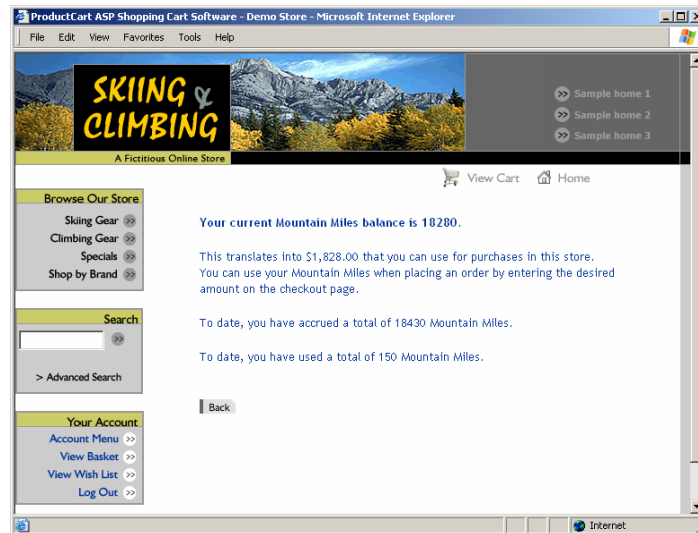 ProductCart ASP Shopping Cart Software - Demo Store - Microsoft Internet Explorer
File Edit View Favorites Tools Help
SKIING &
CLIMBING
A Fictitious Online Store
Sample home 1
Sample home 2
Sample home 3
View Cart Home
Browse Our Store
Skiing Gear >>
Climbing Gear >>
Specials >>
Shop by Brand >>
Search
>>
> Advanced Search
Your Account
Account Menu >>
View Basket >>
View Wish List >>
Log Out >>
Your current Mountain Miles balance is 18280.
This translates into $1,828.00 that you can use for purchases in this store.
You can use your Mountain Miles when placing an order by entering the desired
amount on the checkout page.
To date, you have accrued a total of 18430 Mountain Miles.
To date, you have used a total of 150 Mountain Miles.
Back
Internet